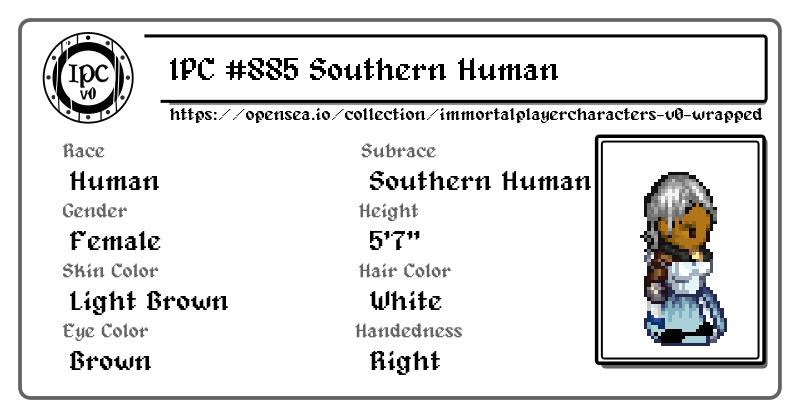 IPC v0
IPC #885 Southern Human
https://opensea.io/collection/immortalplayercharacters-v0-wrapped
Race
Subrace
Human
Southern Human
Gender
Height
Female
5'7"
Skin Color
Hair Color
Light Brown
White
Eye Color
Handedness
Brown
Right